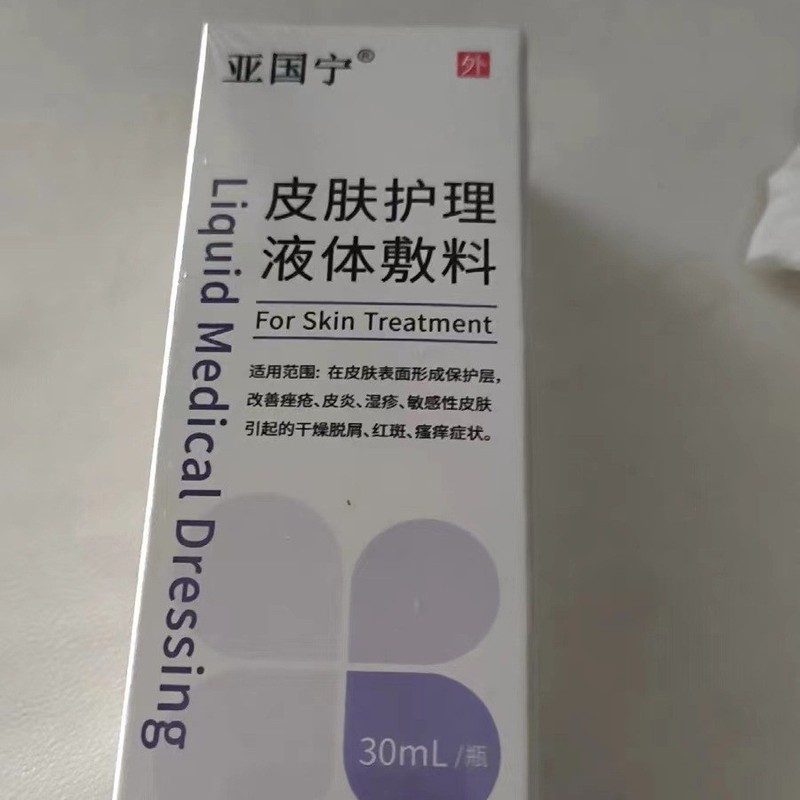 亚国宁®
外
皮肤护理
液体敷料
For Skin Treatment
适用范围：在皮肤表面形成保护层，
改善痤疮、皮炎、湿疹、敏感性皮肤
引起的干燥脱屑、红斑、瘙痒症状。
Liquid Medical Dressing
30mL/瓶